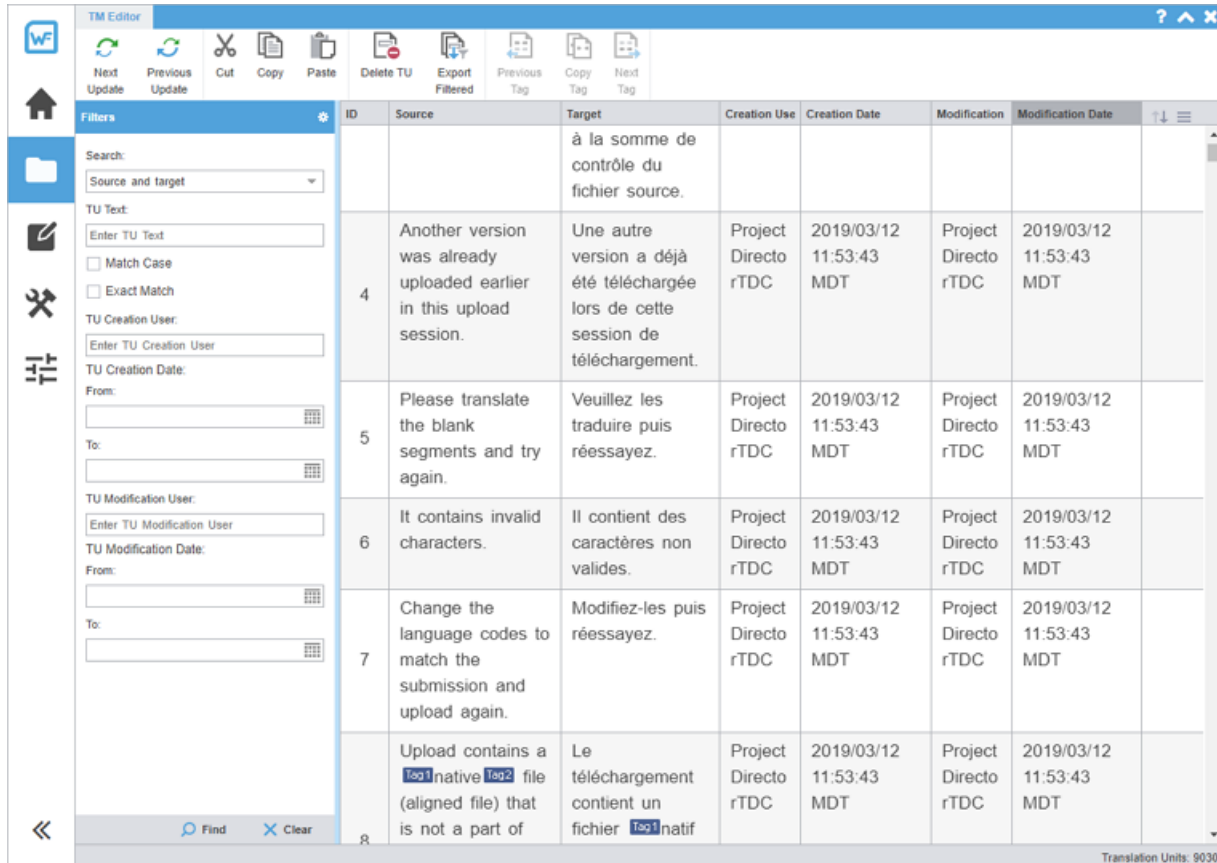 TM Editor
WF
Next Update
Previous Update
Cut
Copy
Paste
Delete TU
Export Filtered
Previous Tag
Copy Tag
Next Tag
Filters
Search:
Source and target
TU Text:
Enter TU Text
Match Case
Exact Match
TU Creation User:
Enter TU Creation User
TU Creation Date:
From:
To:
TU Modification User:
Enter TU Modification User
TU Modification Date:
From:
To:
Find
Clear
ID
Source
Target
Creation Use
Creation Date
Modification
Modification Date
à la somme de
contrôle du
fichier source.
4
Another version
was already
uploaded earlier
in this upload
session.
Une autre
version a déjà
été téléchargée
lors de cette
session de
téléchargement.
Project
Directo
rTDC
2019/03/12
11:53:43
MDT
Project
Directo
rTDC
2019/03/12
11:53:43
MDT
5
Please translate
the blank
segments and try
again.
Veuillez les
traduire puis
réessayez.
Project
Directo
rTDC
2019/03/12
11:53:43
MDT
Project
Directo
rTDC
2019/03/12
11:53:43
MDT
6
It contains invalid
characters.
Il contient des
caractères non
valides.
Project
Directo
rTDC
2019/03/12
11:53:43
MDT
Project
Directo
rTDC
2019/03/12
11:53:43
MDT
7
Change the
language codes to
match the
submission and
upload again.
Modifiez-les puis
réessayez.
Project
Directo
rTDC
2019/03/12
11:53:43
MDT
Project
Directo
rTDC
2019/03/12
11:53:43
MDT
8
Upload contains a
Tag1 native Tag2 file
(aligned file) that
is not a part of
Le
téléchargement
contient un
fichier Tag1 natif
Project
Directo
rTDC
2019/03/12
11:53:43
MDT
Project
Directo
rTDC
2019/03/12
11:53:43
MDT
Translation Units: 9030